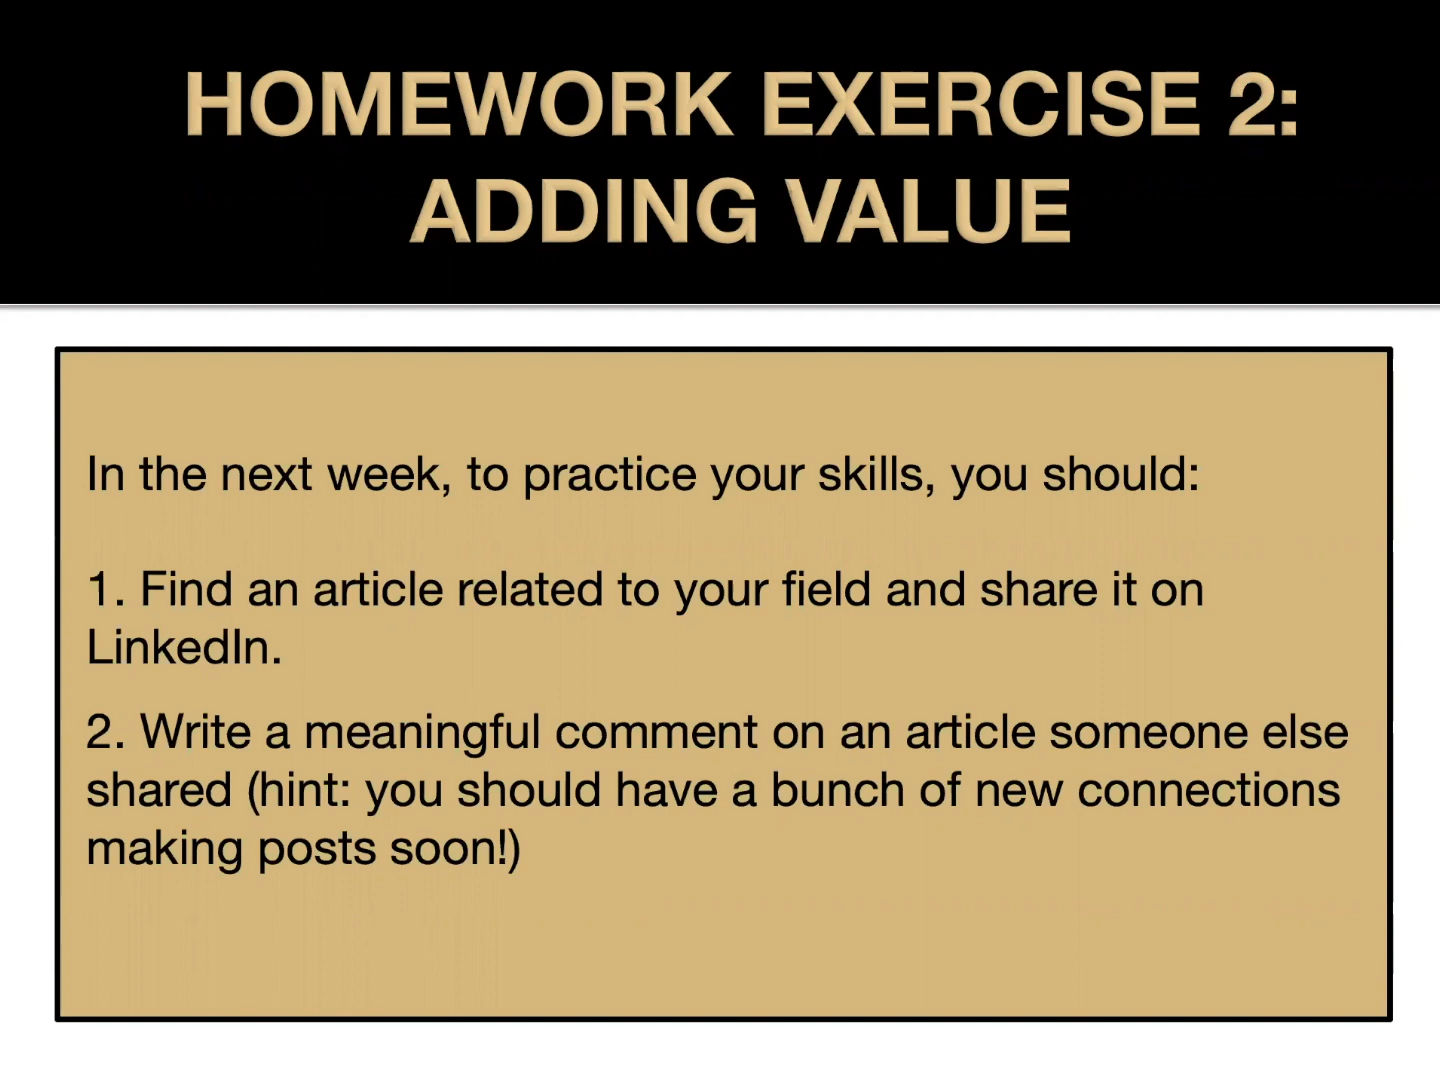 HOMEWORK EXERCISE 2:
ADDING VALUE
In the next week, to practice your skills, you should:
1. Find an article related to your field and share it on
LinkedIn.
2. Write a meaningful comment on an article someone else
shared (hint: you should have a bunch of new connections
making posts soon!)